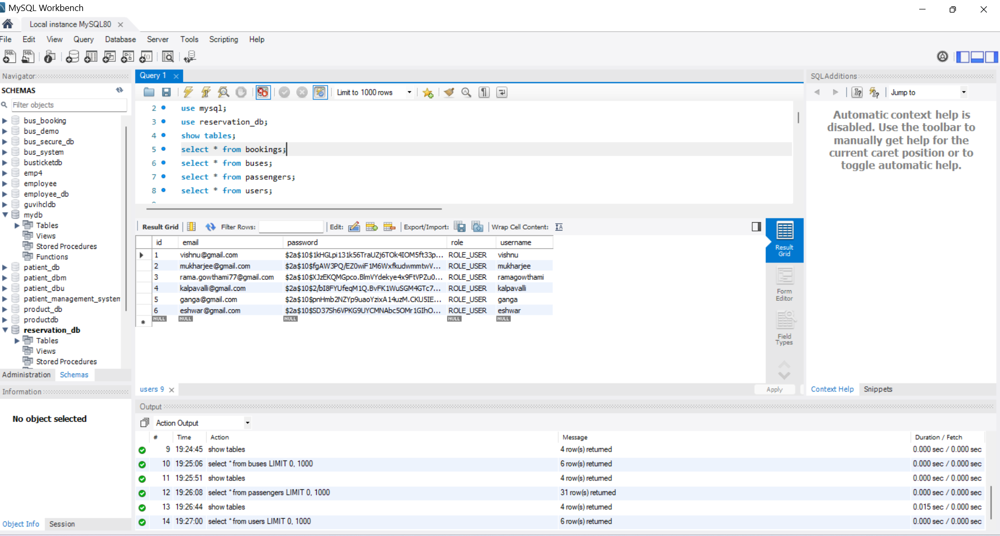 MySQL Workbench
Local instance MySQL80
File Edit View Query Database Server Tools Scripting Help
Navigator
SCHEMAS
Filter objects
bus_booking
bus_demo
bus_secure_db
bus_system
busticketdb
emp4
employee
employee_db
guvihcldb
mydb
Tables
Views
Stored Procedures
Functions
patient_db
patient_dbm
patient_dbu
patient_management_system
product_db
productdb
reservation_db
Tables
Views
Stored Procedures
Administration Schemas
Information
No object selected
Object Info Session
Query 1
Limit to 1000 rows
2 use mysql;
3 use reservation_db;
4 show tables;
5 select * from bookings;
6 select * from buses;
7 select * from passengers;
8 select * from users;
Result Grid Filter Rows: Edit: Export/Import: Wrap Cell Content:
id email password role username
1 vishnu@gmail.com $2a$10$1kHGLpi131k56TraUZj6TOk4IOM5ft33p... ROLE_USER vishnu
2 mukharjee@gmail.com $2a$10$fgAW3PQ/EZ0wiF1M6WxfkudwmmtwV... ROLE_USER mukharjee
3 rama.gowthami77@gmail.com $2a$10$XJzEKQMGpco.BlmVYdekye4x9FtVPZu0... ROLE_USER ramagowthami
4 kalpavalli@gmail.com $2a$10$2/bI8FYUfeqM1Q.BvFK1WuSGM4GTc7... ROLE_USER kalpavalli
5 ganga@gmail.com $2a$10$pnHmb2NZYp9uaoYzixA14uzM.CKU5IE... ROLE_USER ganga
6 eshwar@gmail.com $2a$10$SD37Sh6VPKG9UYCMNAbc5OMr1GIhO... ROLE_USER eshwar
NULL NULL NULL NULL NULL
Result
Grid
Form
Editor
Field
Types
users 9
Apply
SQLAdditions
Jump to
Automatic context help is
disabled. Use the toolbar to
manually get help for the
current caret position or to
toggle automatic help.
Context Help Snippets
Output
Action Output
# Time Action Message Duration / Fetch
9 19:24:45 show tables 4 row(s) returned 0.000 sec / 0.000 sec
10 19:25:06 select * from buses LIMIT 0, 1000 6 row(s) returned 0.000 sec / 0.000 sec
11 19:25:51 show tables 4 row(s) returned 0.000 sec / 0.000 sec
12 19:26:08 select * from passengers LIMIT 0, 1000 31 row(s) returned 0.000 sec / 0.000 sec
13 19:26:44 show tables 4 row(s) returned 0.015 sec / 0.000 sec
14 19:27:00 select * from users LIMIT 0, 1000 6 row(s) returned 0.000 sec / 0.000 sec